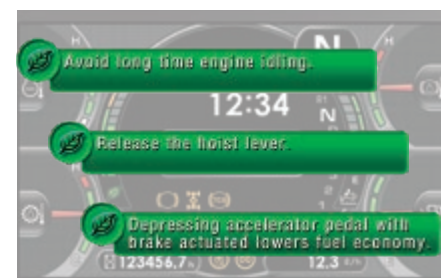 N
Avoid long time engine idling.
12:34
N
Release the hoist lever.
Depressing accelerator pedal with
brake actuated lowers fuel economy.
123456.7
12.3